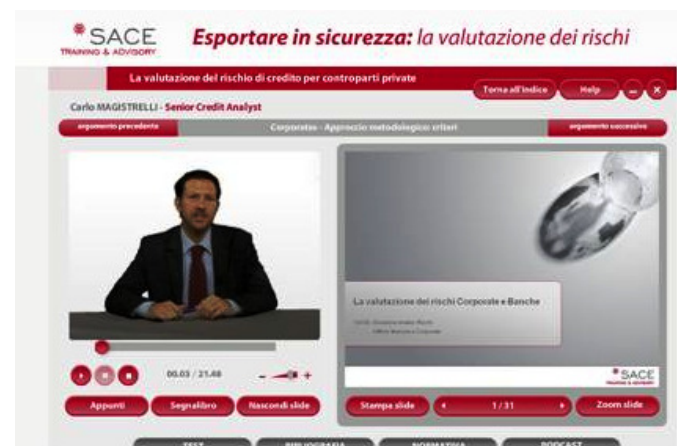 SACE
TRAINING & ADVISORY
Esportare in sicurezza: la valutazione dei rischi
La valutazione del rischio di credito per controparti private
Torna all'indice
Help
Carlo MAGISTRELLI - Senior Credit Analyst
argomento precedente
Corporates - Approccio metodologico: criteri
argomento successivo
La valutazione dei rischi Corporate e Banche
SACE
00.03 / 21.48
- +
Appunti
Segnalibro
Nascondi slide
Stampa slide
1 / 31
Zoom slide
TEST
BIBLIOGRAFIA
NORMATIVA
PODCAST